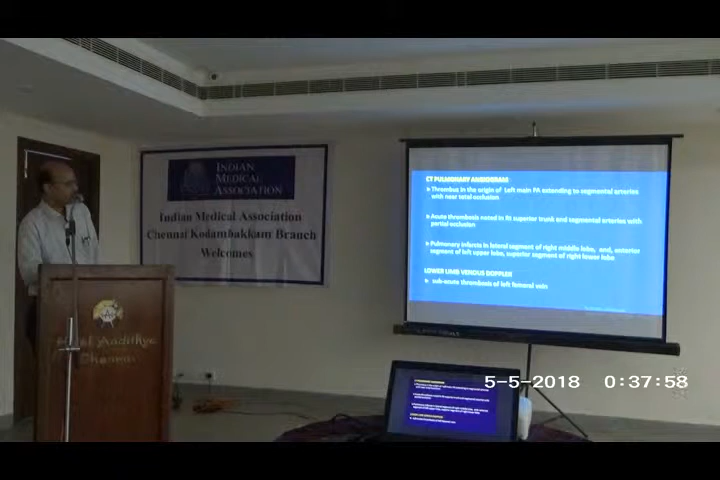 INDIAN
MEDICAL
ASSOCIATION
Indian Medical Association
Chennai Kodambakkam Branch
Welcomes
CT PULMONARY ANGIOGRAM
Thrombus in the origin of Left main PA extending to segmental arteries
with near total occlusion
Acute thrombosis noted in Rt superior trunk and segmental arteries with
partial occlusion
Pulmonary infarcts in lateral segment of right middle lobe, and, anterior
segment of left upper lobe, superior segment of right lower lobe
LOWER LIMB VENOUS DOPPLER
sub-acute thrombosis of left femoral vein
Aadithya
Chennai
5-5-2018 0:37:58